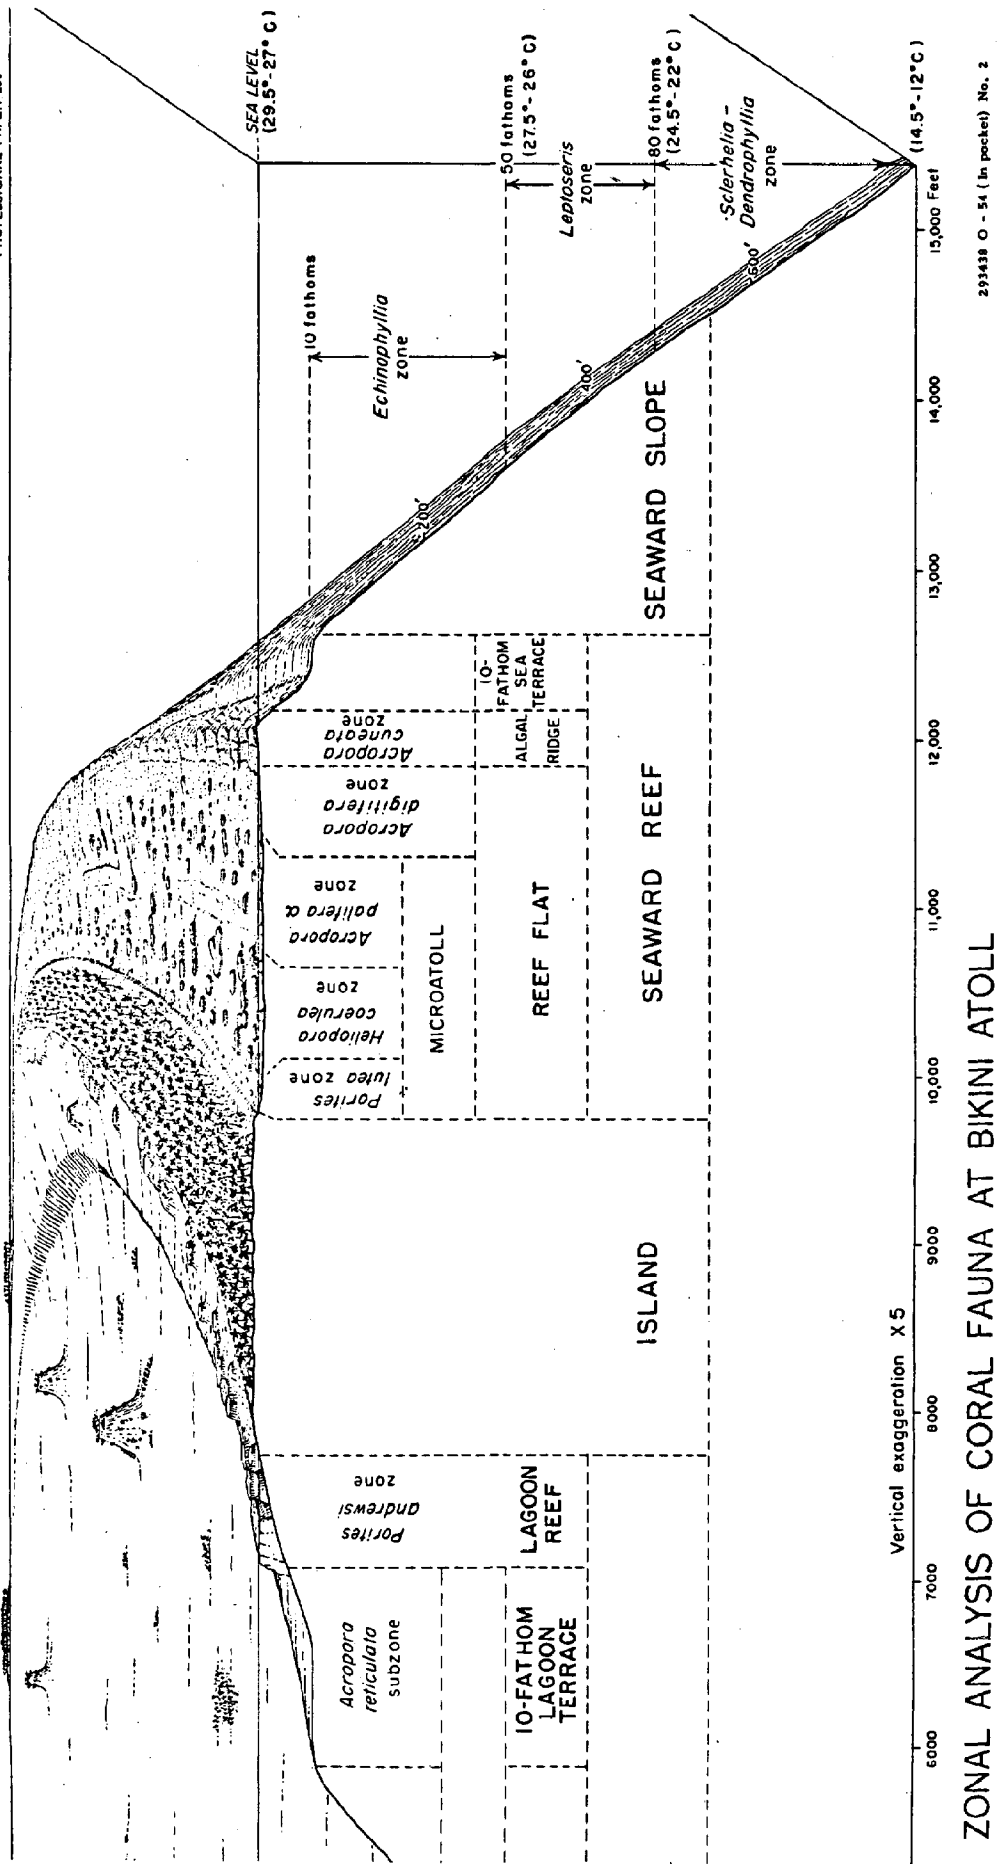 SEA LEVEL
(29.5°-27° C)
10 fathoms
Echinophyllia
zone
50 fathoms
(27.5°- 26° C)
Leptoseris
zone
80 fathoms
(24.5°- 22° C)
Sclerhelia -
Dendrophyllia
zone
(14.5°-12°C)
200'
400'
600'
Acropora
reticulata
subzone
10-FATHOM
LAGOON
TERRACE
Porites
andrewsi
zone
LAGOON
REEF
ISLAND
Porites
lutea zone
Heliopora
coerulea
zone
Acropora
palifera α
zone
MICROATOLL
Acropora
digitifera
zone
REEF FLAT
Acropora
cuneata
zone
ALGAL
RIDGE
10-
FATHOM
SEA
TERRACE
SEAWARD REEF
SEAWARD SLOPE
Vertical exaggeration X 5
6000
7000
8000
9000
10,000
11,000
12,000
13,000
14,000
15,000 Feet
ZONAL ANALYSIS OF CORAL FAUNA AT BIKINI ATOLL
293438 O - 54 (In pocket) No. 2